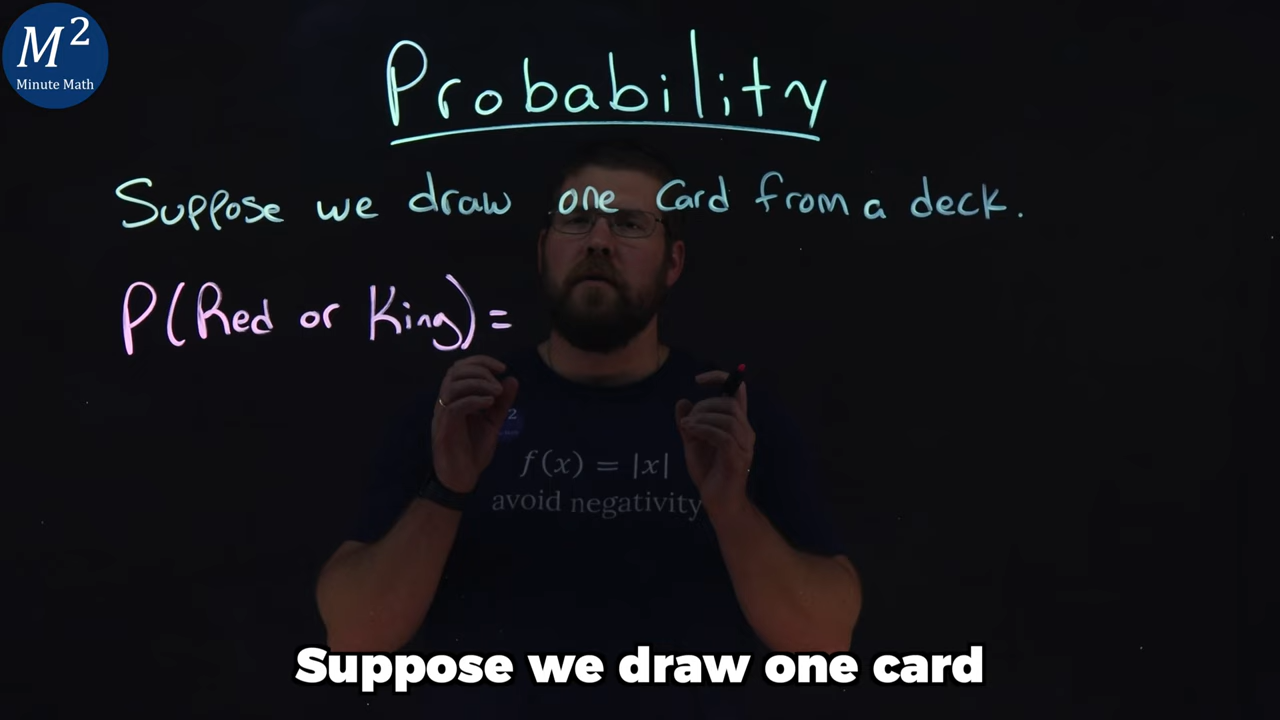 M²
Minute Math
Probability
Suppose we draw one Card from a deck.
P(Red or King)=
f(x) = |x|
avoid negativity
Suppose we draw one card